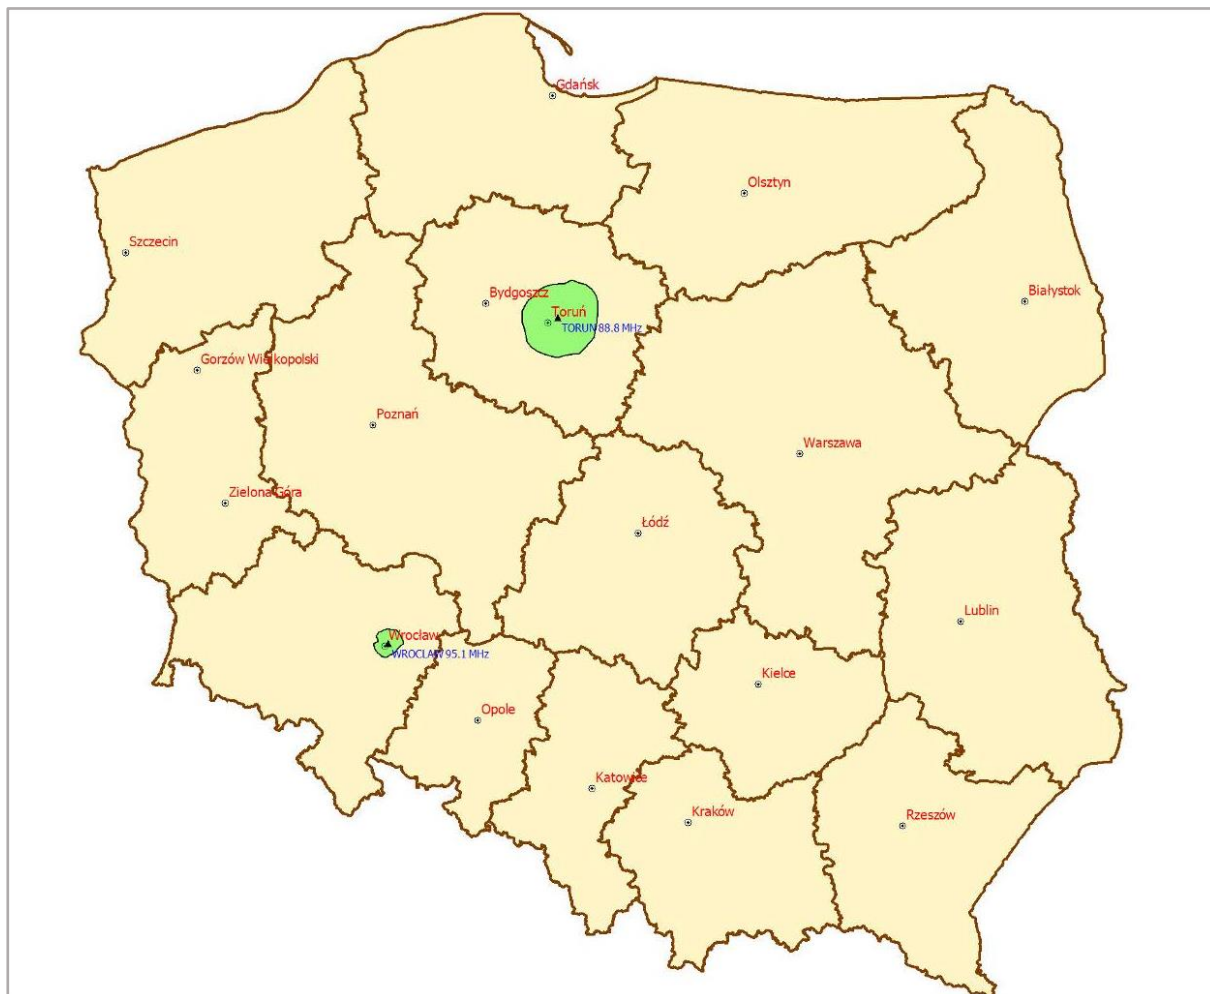 Gdańsk
Olsztyn
Szczecin
Bydgoszcz
Białystok
Toruń
TORUN 88.8 MHz
Gorzów Wielkopolski
Poznań
Warszawa
Zielona Góra
Łódź
Lublin
Wrocław
WROCLAW 95.1 MHz
Kielce
Opole
Katowice
Kraków
Rzeszów